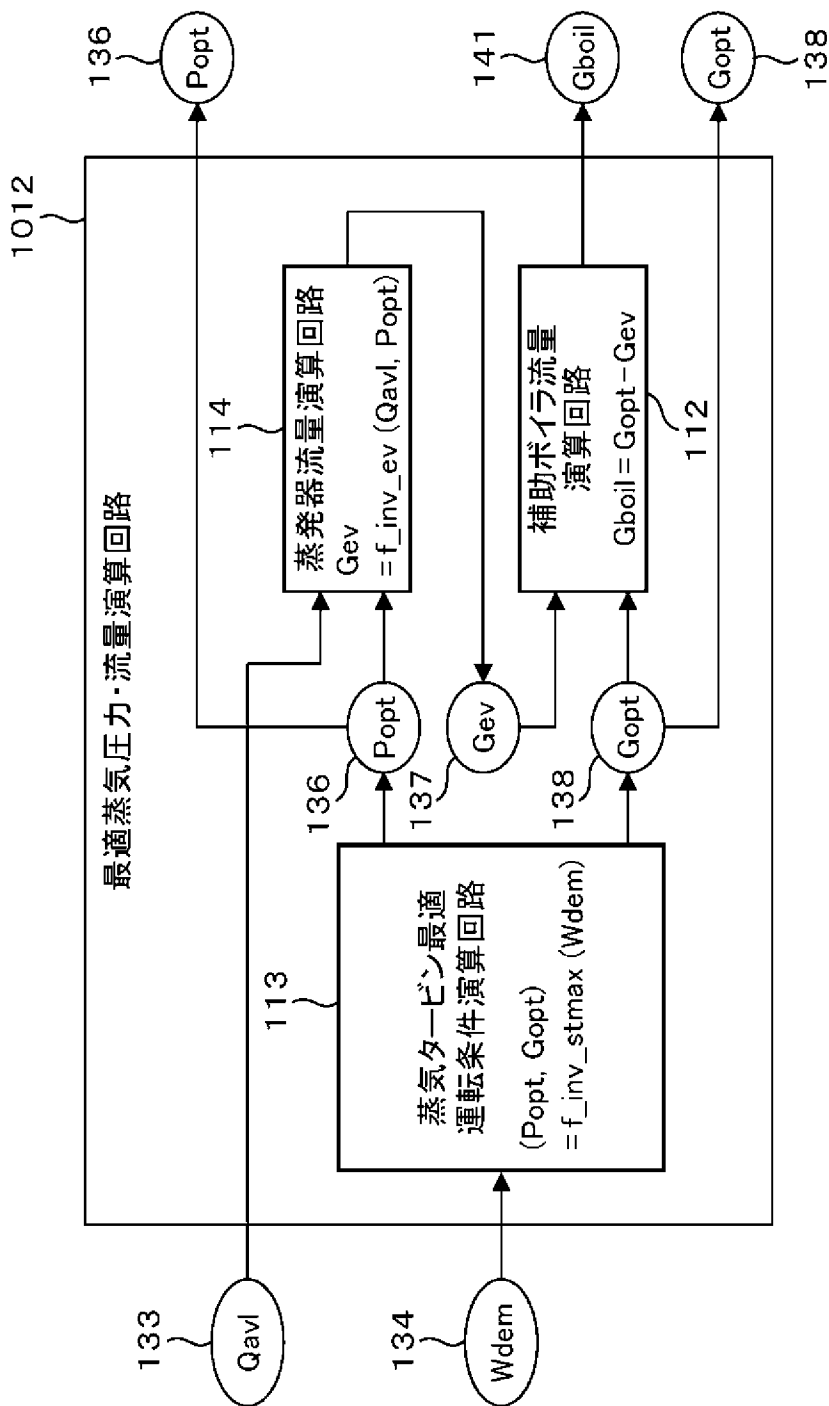 最適蒸気圧力・流量演算回路
1012
133
Qavl
134
Wdem
113
蒸気タービン最適
運転条件演算回路
(Popt, Gopt)
=f_inv_stmax (Wdem)
136
Popt
137
Gev
138
Gopt
114
蒸発器流量演算回路
Gev
=f_inv_ev (Qavl, Popt)
補助ボイラ流量
演算回路
Gboil=Gopt-Gev
112
136
Popt
141
Gboil
Gopt
138